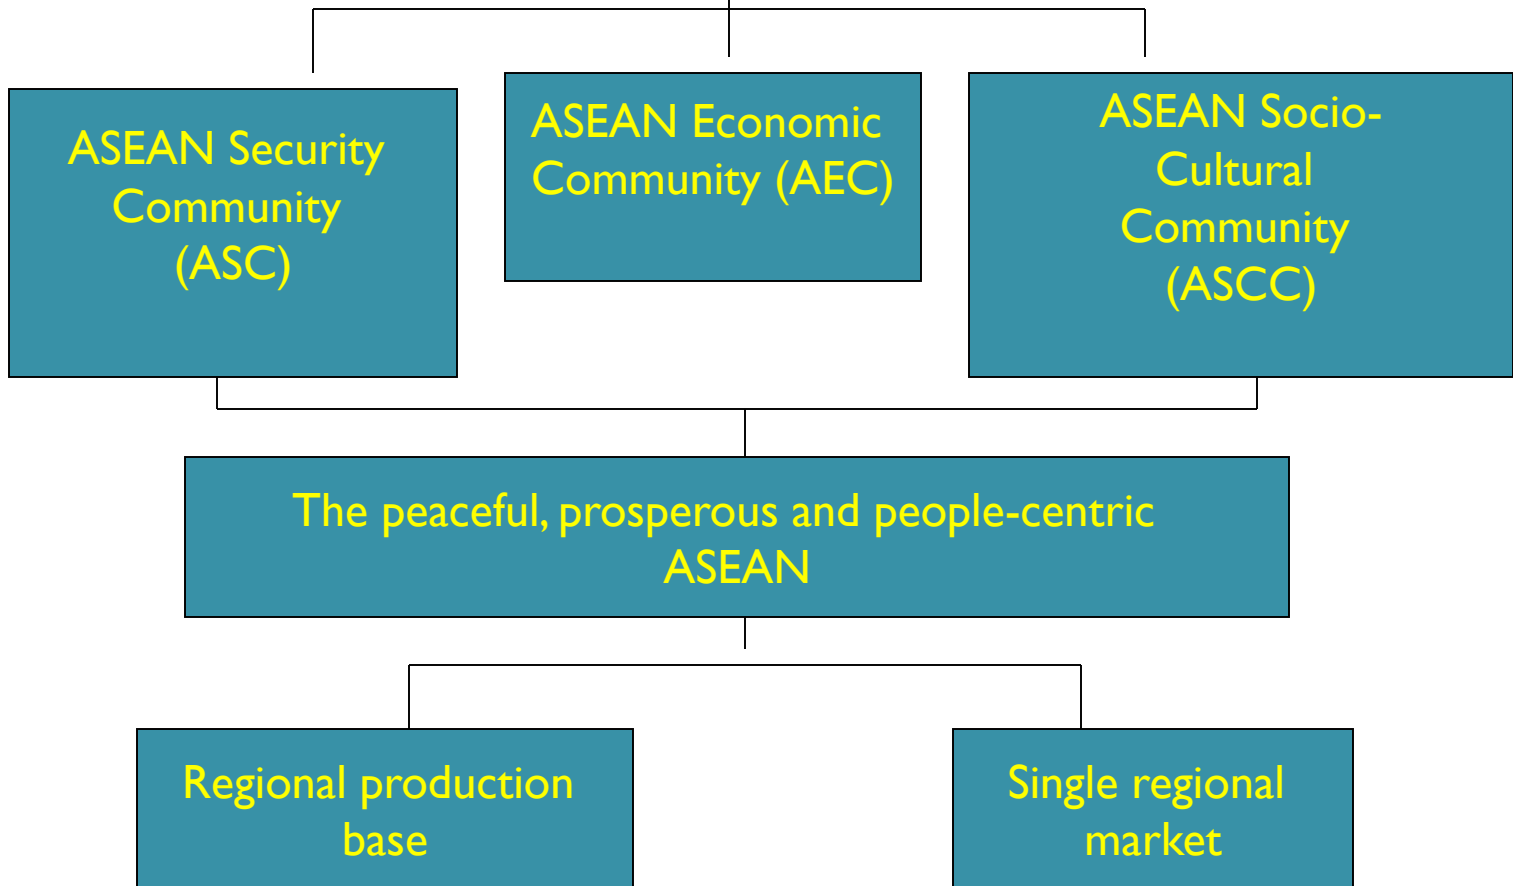 ASEAN Security
Community
(ASC)
ASEAN Economic
Community (AEC)
ASEAN Socio-
Cultural
Community
(ASCC)
The peaceful, prosperous and people-centric
ASEAN
Regional production
base
Single regional
market